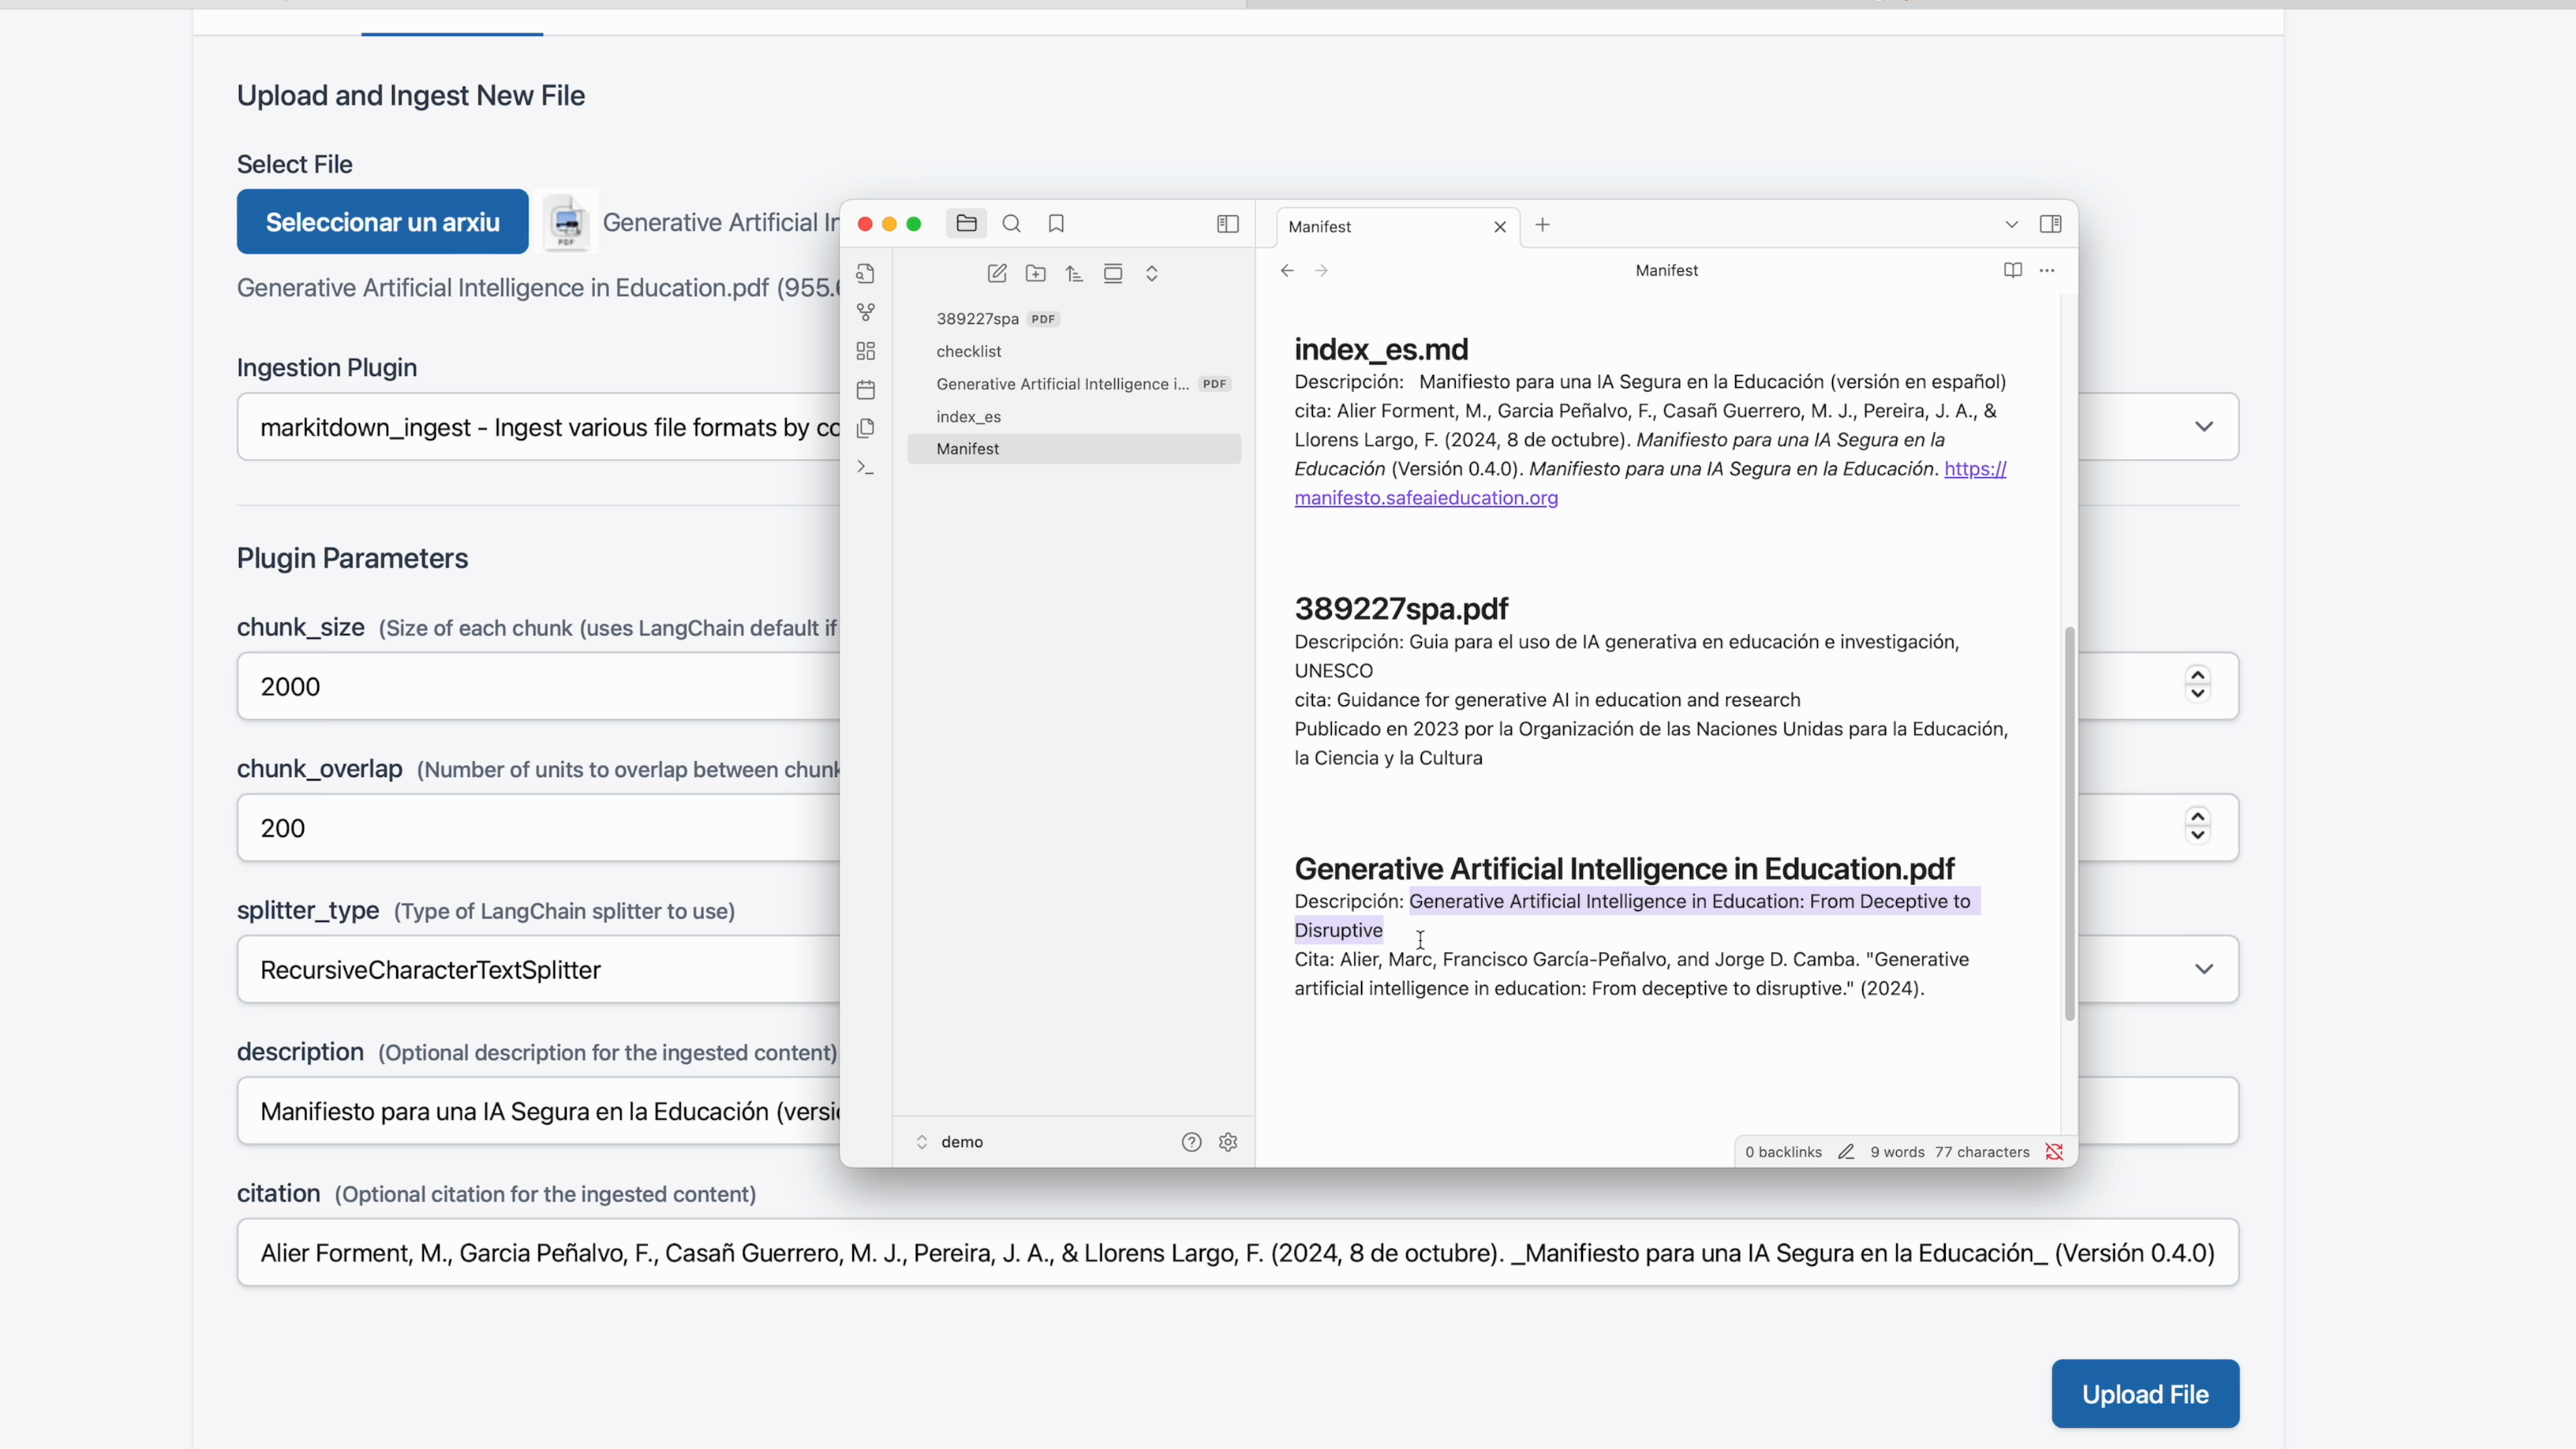 Upload and Ingest New File
Select File
Seleccionar un arxiu
PDF
Generative Artificial In
Generative Artificial Intelligence in Education.pdf (955.
Ingestion Plugin
markitdown_ingest - Ingest various file formats by co
Plugin Parameters
chunk_size (Size of each chunk (uses LangChain default if
2000
chunk_overlap (Number of units to overlap between chunk
200
splitter_type (Type of LangChain splitter to use)
RecursiveCharacterTextSplitter
description (Optional description for the ingested content)
Manifiesto para una IA Segura en la Educación (versi
citation (Optional citation for the ingested content)
Alier Forment, M., Garcia Peñalvo, F., Casañ Guerrero, M. J., Pereira, J. A., & Llorens Largo, F. (2024, 8 de octubre). _Manifiesto para una IA Segura en la Educación_ (Versión 0.4.0)
Upload File
389227spa PDF
checklist
Generative Artificial Intelligence i... PDF
index_es
Manifest
demo
Manifest
Manifest
index_es.md
Descripción: Manifiesto para una IA Segura en la Educación (versión en español)
cita: Alier Forment, M., Garcia Peñalvo, F., Casañ Guerrero, M. J., Pereira, J. A., &
Llorens Largo, F. (2024, 8 de octubre). Manifiesto para una IA Segura en la
Educación (Versión 0.4.0). Manifiesto para una IA Segura en la Educación. https://
manifesto.safeaieducation.org
389227spa.pdf
Descripción: Guia para el uso de IA generativa en educación e investigación,
UNESCO
cita: Guidance for generative AI in education and research
Publicado en 2023 por la Organización de las Naciones Unidas para la Educación,
la Ciencia y la Cultura
Generative Artificial Intelligence in Education.pdf
Descripción: Generative Artificial Intelligence in Education: From Deceptive to
Disruptive
Cita: Alier, Marc, Francisco García-Peñalvo, and Jorge D. Camba. "Generative
artificial intelligence in education: From deceptive to disruptive." (2024).
0 backlinks 9 words 77 characters